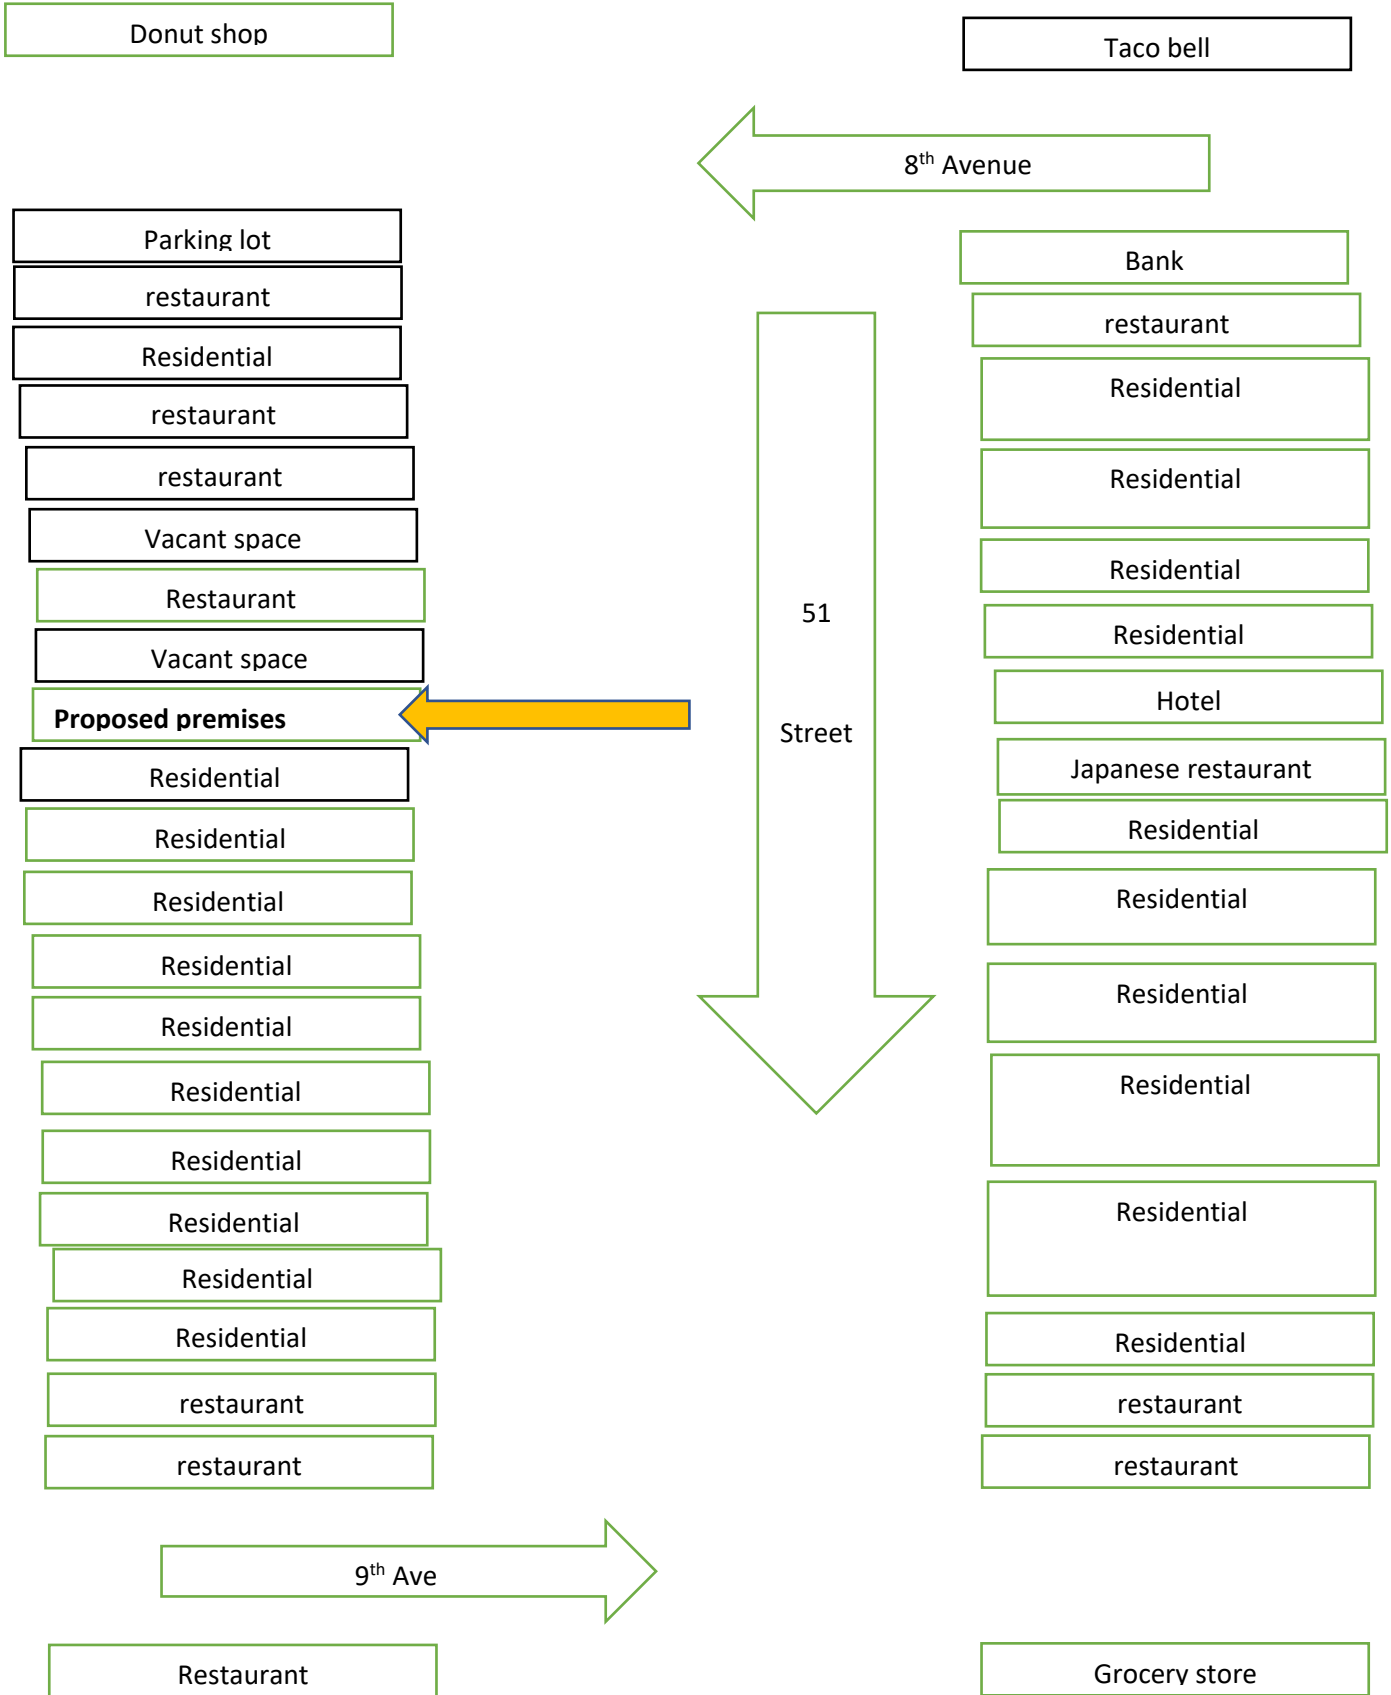 Donut shop
Taco bell
8th Avenue
Parking lot
restaurant
Residential
restaurant
restaurant
Vacant space
Restaurant
Vacant space
Proposed premises
Residential
Residential
Residential
Residential
Residential
Residential
Residential
Residential
Residential
Residential
restaurant
restaurant
51
Street
Bank
restaurant
Residential
Residential
Residential
Residential
Hotel
Japanese restaurant
Residential
Residential
Residential
Residential
Residential
Residential
restaurant
restaurant
9th Ave
Restaurant
Grocery store